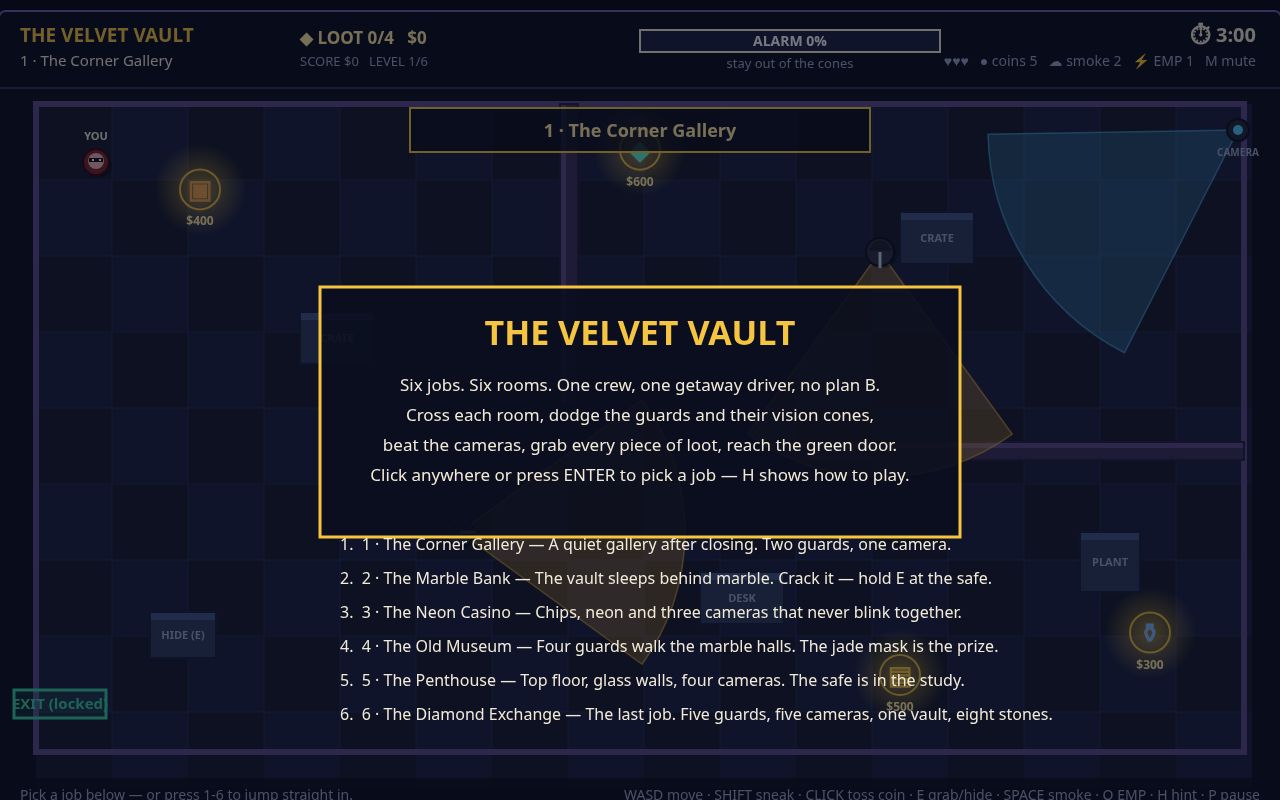 THE VELVET VAULT
1 · The Corner Gallery
◆ LOOT 0/4 $0
SCORE $0 LEVEL 1/6
ALARM 0%
stay out of the cones
⏱ 3:00
♥♥♥ ● coins 5 ☁ smoke 2 ⚡ EMP 1 M mute
1 · The Corner Gallery
YOU
$400
$600
CAMERA
CRATE
CRATE
THE VELVET VAULT
Six jobs. Six rooms. One crew, one getaway driver, no plan B.
Cross each room, dodge the guards and their vision cones,
beat the cameras, grab every piece of loot, reach the green door.
Click anywhere or press ENTER to pick a job — H shows how to play.
1. 1 · The Corner Gallery — A quiet gallery after closing. Two guards, one camera.
2. 2 · The Marble Bank — The vault sleeps behind marble. Crack it — hold E at the safe.
3. 3 · The Neon Casino — Chips, neon and three cameras that never blink together.
4. 4 · The Old Museum — Four guards walk the marble halls. The jade mask is the prize.
5. 5 · The Penthouse — Top floor, glass walls, four cameras. The safe is in the study.
6. 6 · The Diamond Exchange — The last job. Five guards, five cameras, one vault, eight stones.
PLANT
DESK
HIDE (E)
$300
EXIT (locked)
$500
Pick a job below — or press 1-6 to jump straight in.
WASD move · SHIFT sneak · CLICK toss coin · E grab/hide · SPACE smoke · Q EMP · H hint · P pause